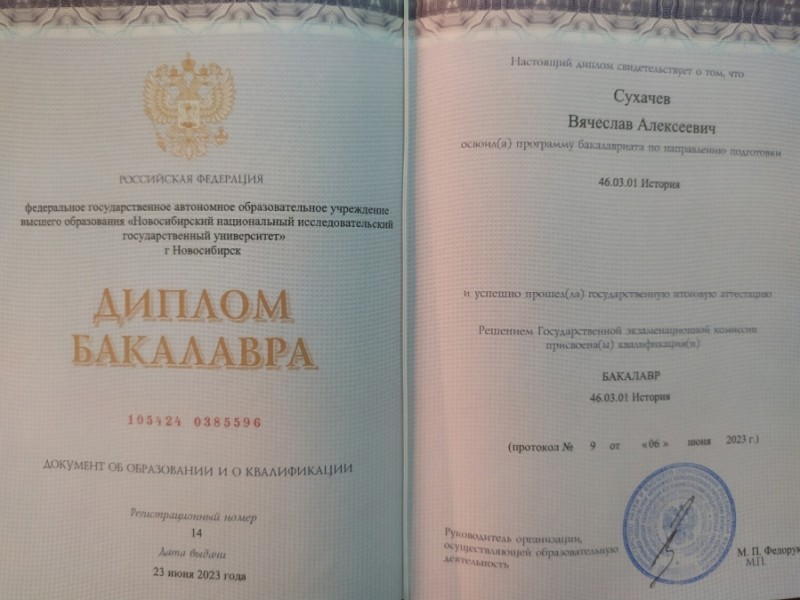 РОССИЙСКАЯ ФЕДЕРАЦИЯ
федеральное государственное автономное образовательное учреждение
высшего образования «Новосибирский национальный исследовательский
государственный университет»
г Новосибирск
ДИПЛОМ
БАКАЛАВРА
105424 0385596
ДОКУМЕНТ ОБ ОБРАЗОВАНИИ И О КВАЛИФИКАЦИИ
Регистрационный номер
14
Дата выдачи
23 июня 2023 года
Настоящий диплом свидетельствует о том, что
Сухачев
Вячеслав Алексеевич
освоил(а) программу бакалавриата по направлению подготовки
46.03.01 История
и успешно прошел(ла) государственную итоговую аттестацию
Решением Государственной экзаменационной комиссии
присвоена(ы) квалификация(и)
БАКАЛАВР
46.03.01 История
(протокол № 9 от «06» июня 2023 г.)
Руководитель организации,
осуществляющей образовательную
деятельность
М. П. Федорук
М.П.